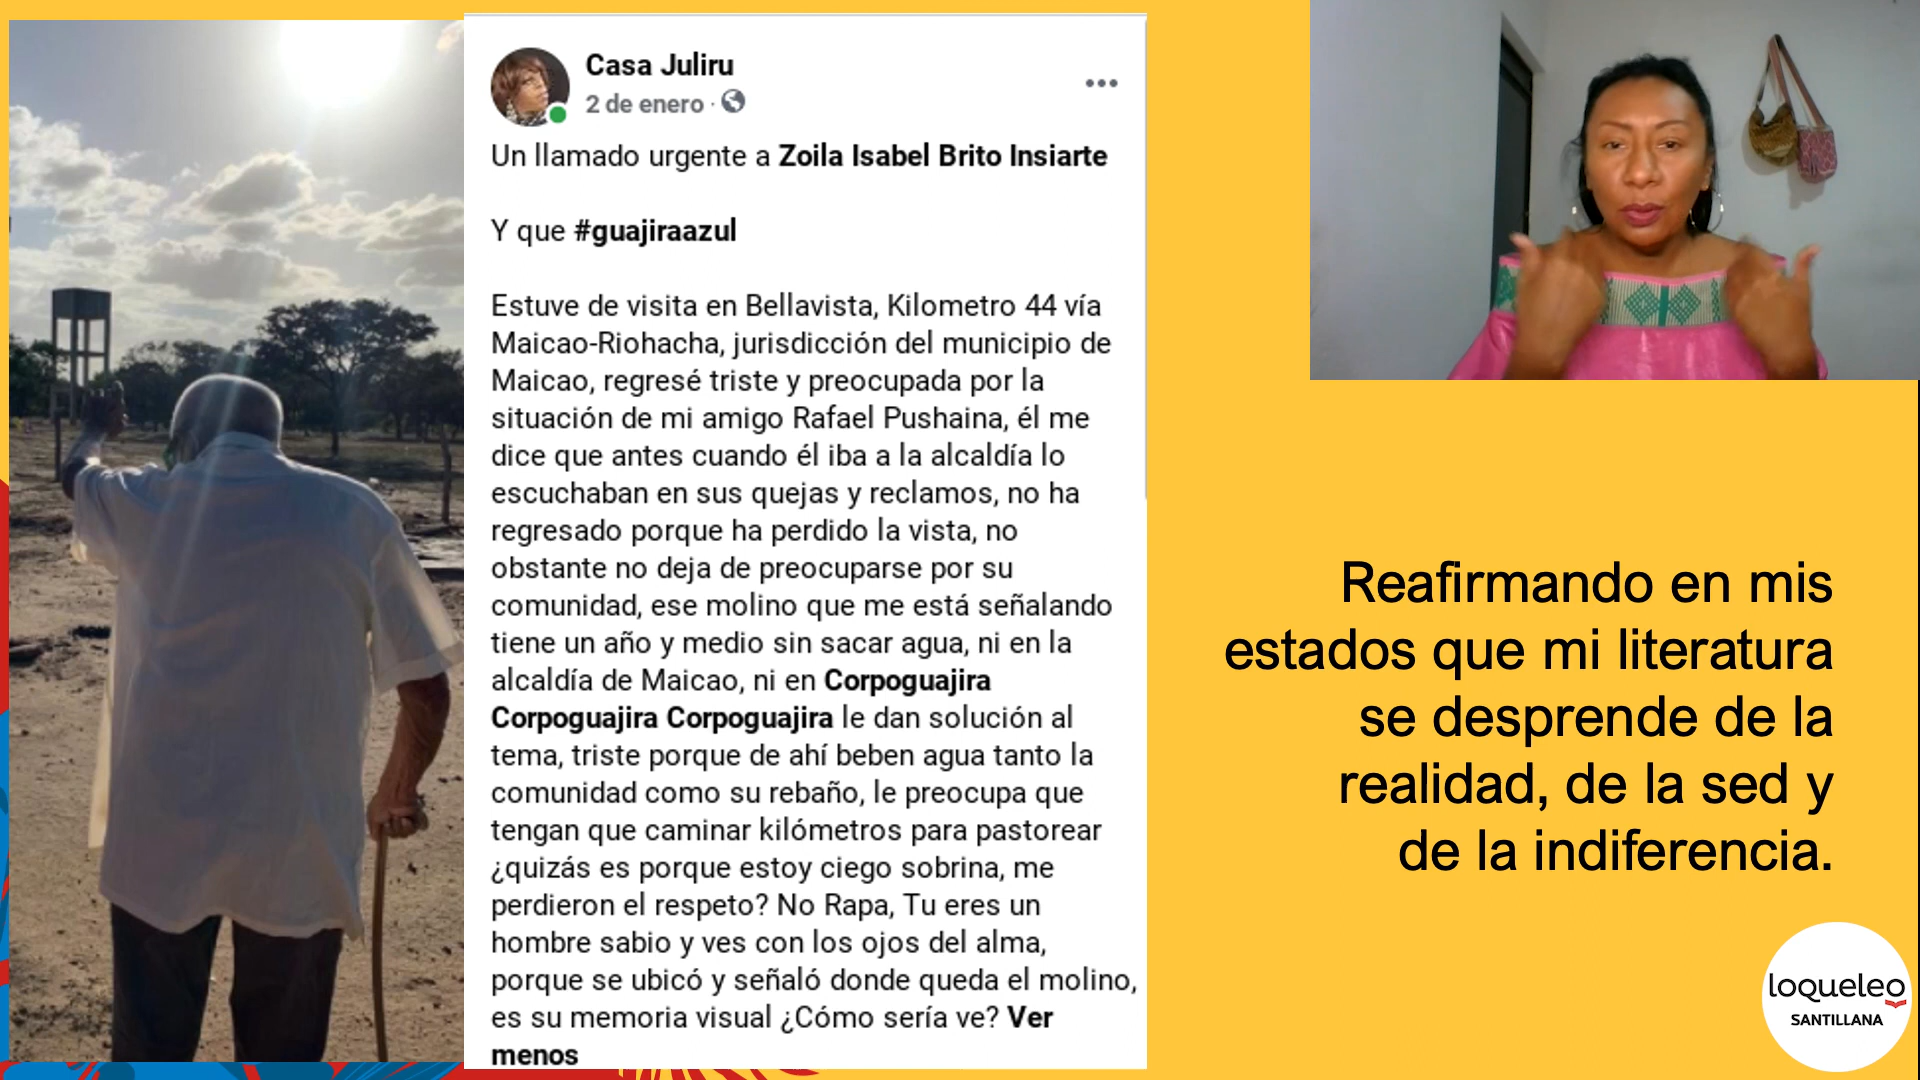 Casa Juliru
2 de enero ·
Un llamado urgente a Zoila Isabel Brito Insiarte
Y que #guajiraazul
Estuve de visita en Bellavista, Kilometro 44 vía
Maicao-Riohacha, jurisdicción del municipio de
Maicao, regresé triste y preocupada por la
situación de mi amigo Rafael Pushaina, él me
dice que antes cuando él iba a la alcaldía lo
escuchaban en sus quejas y reclamos, no ha
regresado porque ha perdido la vista, no
obstante no deja de preocuparse por su
comunidad, ese molino que me está señalando
tiene un año y medio sin sacar agua, ni en la
alcaldía de Maicao, ni en Corpoguajira
Corpoguajira Corpoguajira le dan solución al
tema, triste porque de ahí beben agua tanto la
comunidad como su rebaño, le preocupa que
tengan que caminar kilómetros para pastorear
¿quizás es porque estoy ciego sobrina, me
perdieron el respeto? No Rapa, Tu eres un
hombre sabio y ves con los ojos del alma,
porque se ubicó y señaló donde queda el molino,
es su memoria visual ¿Cómo sería ve? Ver
menos
Reafirmando en mis
estados que mi literatura
se desprende de la
realidad, de la sed y
de la indiferencia.
loqueleo
SANTILLANA